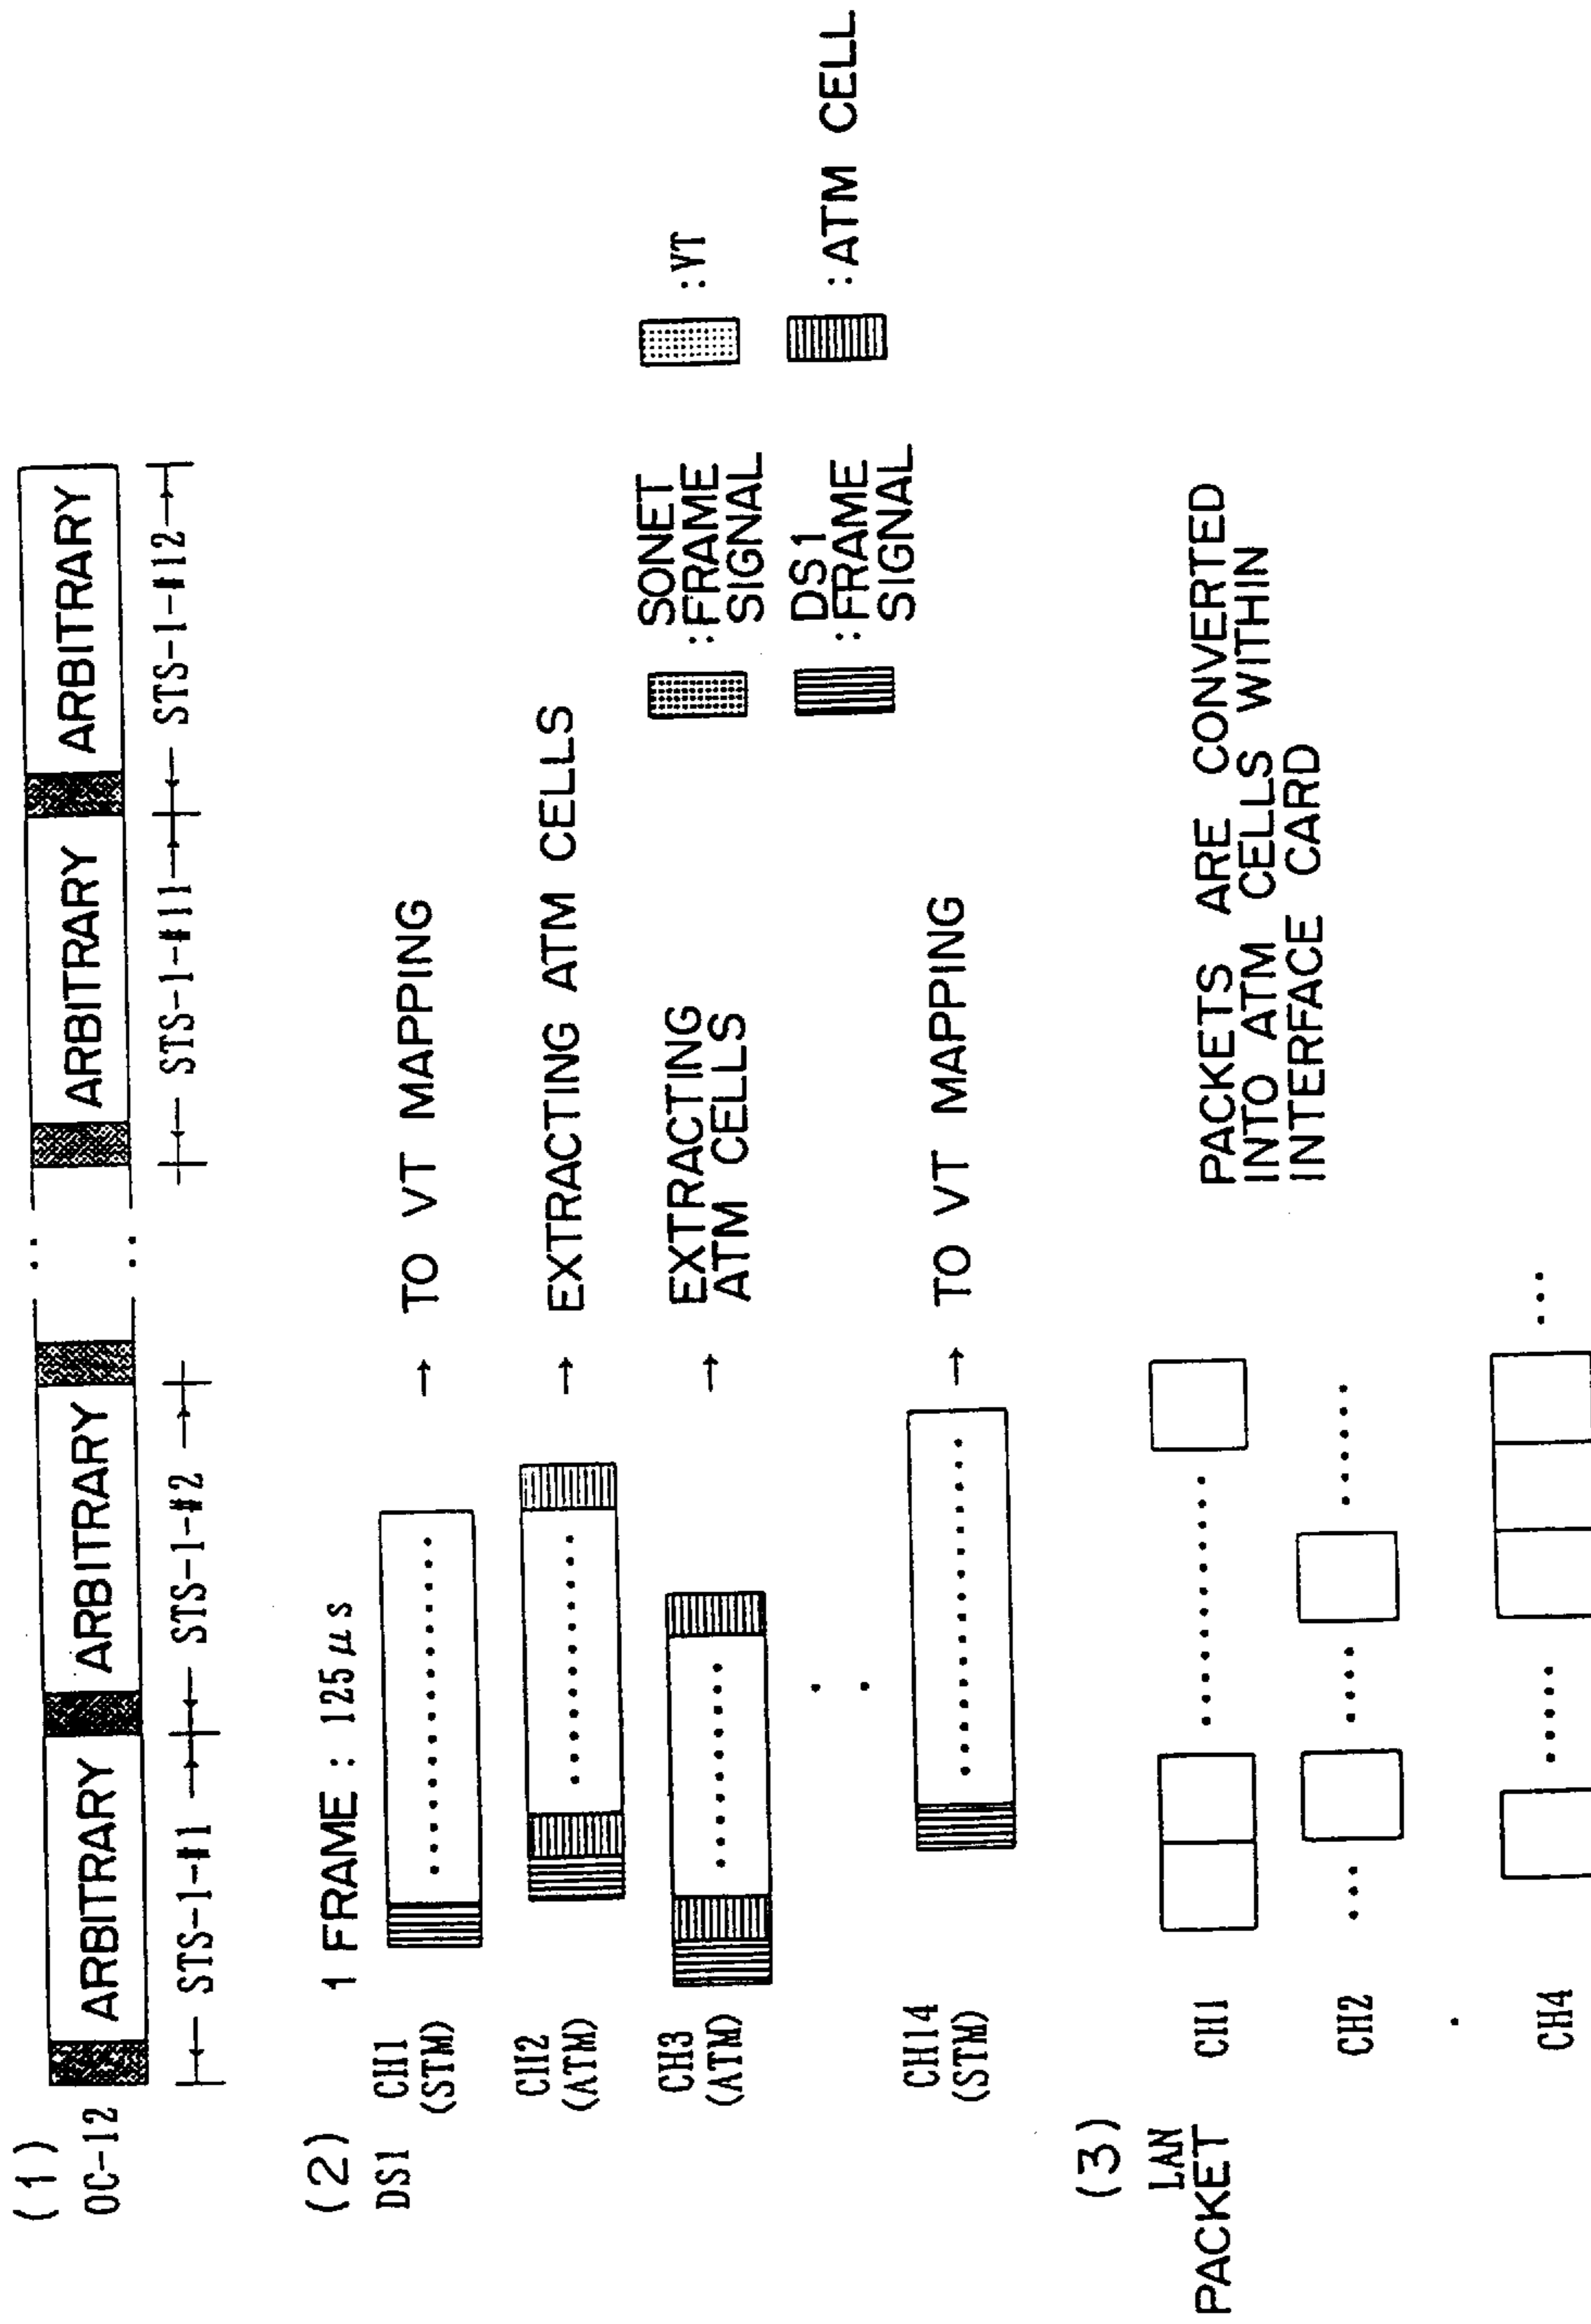 (1)
OC-12
ARBITRARY
ARBITRARY
ARBITRARY
ARBITRARY
STS-1-#1
STS-1-#2
STS-1-#11
STS-1-#12
(2)
DS1
1 FRAME : 125μs
CH1
(STM)
TO VT MAPPING
CH2
(ATM)
EXTRACTING ATM CELLS
CH3
(ATM)
EXTRACTING
ATM CELLS
CH14
(STM)
TO VT MAPPING
SONET
:FRAME
SIGNAL
:VT
DS1
:FRAME
SIGNAL
:ATM CELL
(3)
LAN
PACKET
CH1
CH2
CH4
PACKETS ARE CONVERTED
INTO ATM CELLS WITHIN
INTERFACE CARD